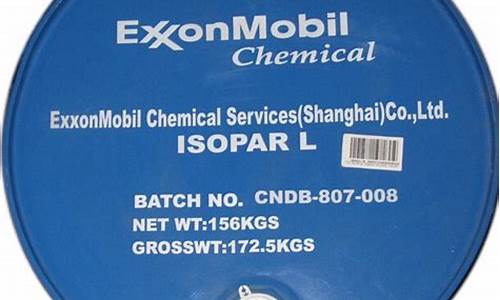 ExxonMobil
Chemical
ExxonMobil Chemical Services(Shanghai)Co.,Ltd.
ISOPAR L
BATCH NO. CNDB-807-008
NET WT:156KGS
GROSSWT:172.5KGS